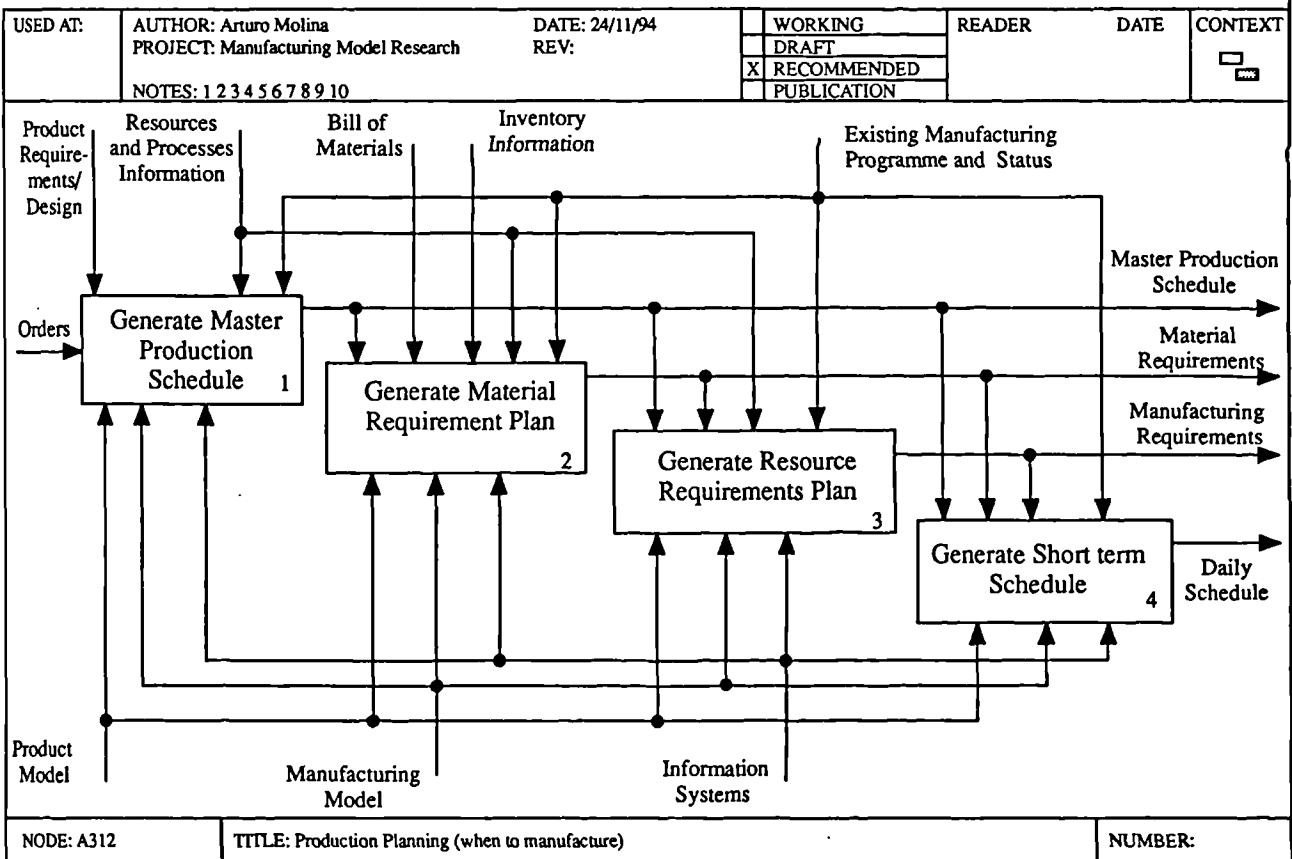 USED AT:
AUTHOR: Arturo Molina
DATE: 24/11/94
PROJECT: Manufacturing Model Research
REV:
NOTES: 1 2 3 4 5 6 7 8 9 10
WORKING
DRAFT
X RECOMMENDED
PUBLICATION
READER
DATE
CONTEXT
Product
Require-
ments/
Design
Resources
and Processes
Information
Bill of
Materials
Inventory
Information
Existing Manufacturing
Programme and Status
Orders
Generate Master
Production
Schedule 1
Generate Material
Requirement Plan
2
Generate Resource
Requirements Plan
3
Generate Short term
Schedule
4
Master Production
Schedule
Material
Requirements
Manufacturing
Requirements
Daily
Schedule
Product
Model
Manufacturing
Model
Information
Systems
NODE: A312
TITLE: Production Planning (when to manufacture)
NUMBER: